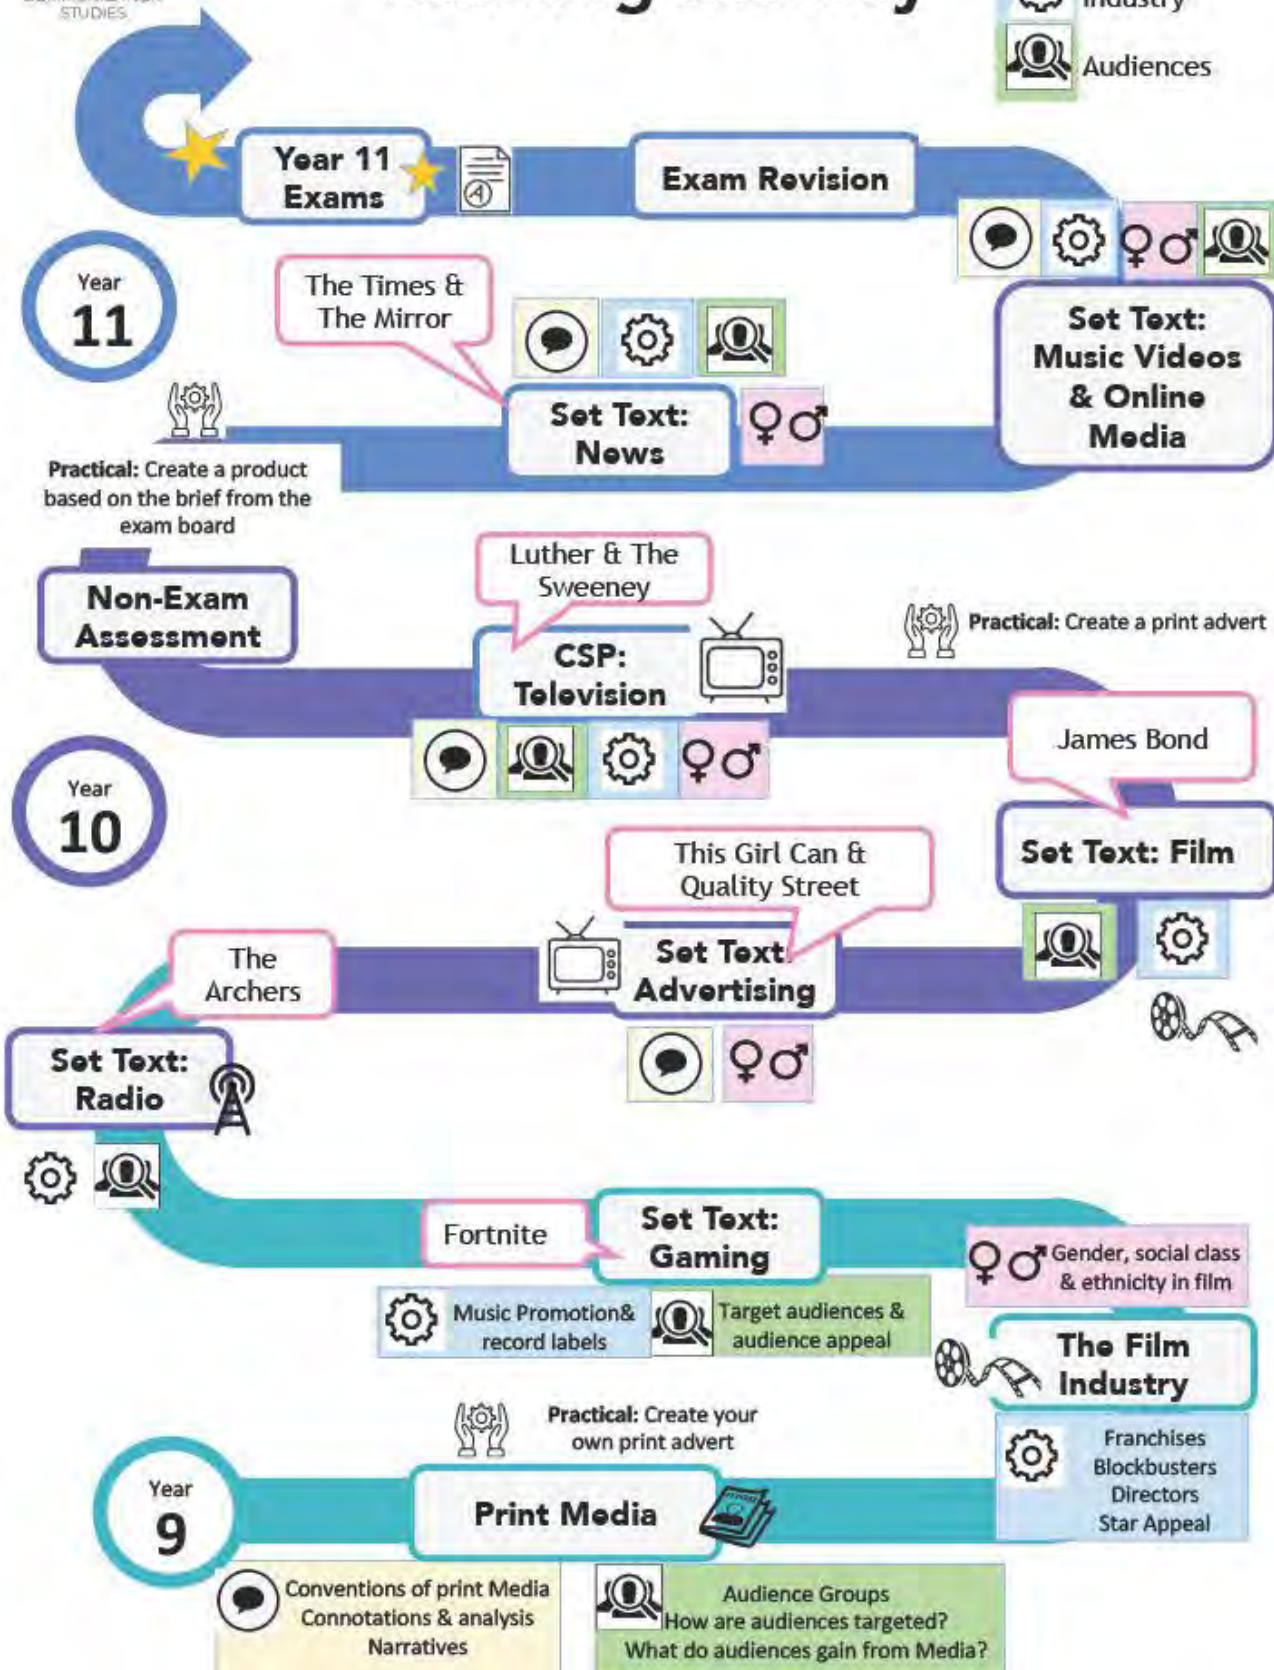 STUDIES
Industry
Audiences
Year 11
Exams
Exam Revision
Year
11
The Times &
The Mirror
Set Text:
Music Videos
& Online
Media
Set Text:
News
Practical: Create a product
based on the brief from the
exam board
Luther & The
Sweeney
Non-Exam
Assessment
CSP:
Television
Practical: Create a print advert
James Bond
Year
10
This Girl Can &
Quality Street
Set Text: Film
The
Archers
Set Text:
Advertising
Set Text:
Radio
Fortnite
Set Text:
Gaming
Gender, social class
& ethnicity in film
Music Promotion&
record labels
Target audiences &
audience appeal
The Film
Industry
Practical: Create your
own print advert
Franchises
Blockbusters
Directors
Star Appeal
Year
9
Print Media
Conventions of print Media
Connotations & analysis
Narratives
Audience Groups
How are audiences targeted?
What do audiences gain from Media?